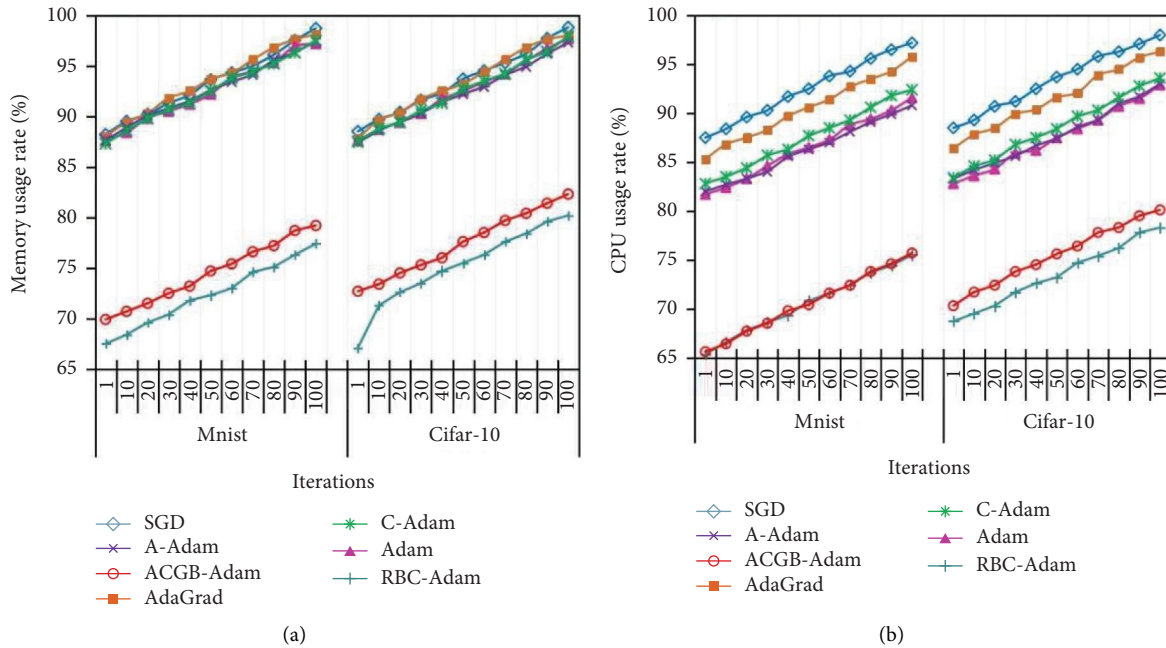 100
95
90
85
80
75
70
65
Memory usage rate (%)
1 10 20 30 40 50 60 70 80 90 100
Mnist
1 10 20 30 40 50 60 70 80 90 100
Cifar-10
Iterations
SGD
A-Adam
ACGB-Adam
AdaGrad
C-Adam
Adam
RBC-Adam
(a)
100
95
90
85
80
75
70
65
CPU usage rate (%)
1 10 20 30 40 50 60 70 80 90 100
Mnist
1 10 20 30 40 50 60 70 80 90 100
Cifar-10
Iterations
SGD
A-Adam
ACGB-Adam
AdaGrad
C-Adam
Adam
RBC-Adam
(b)